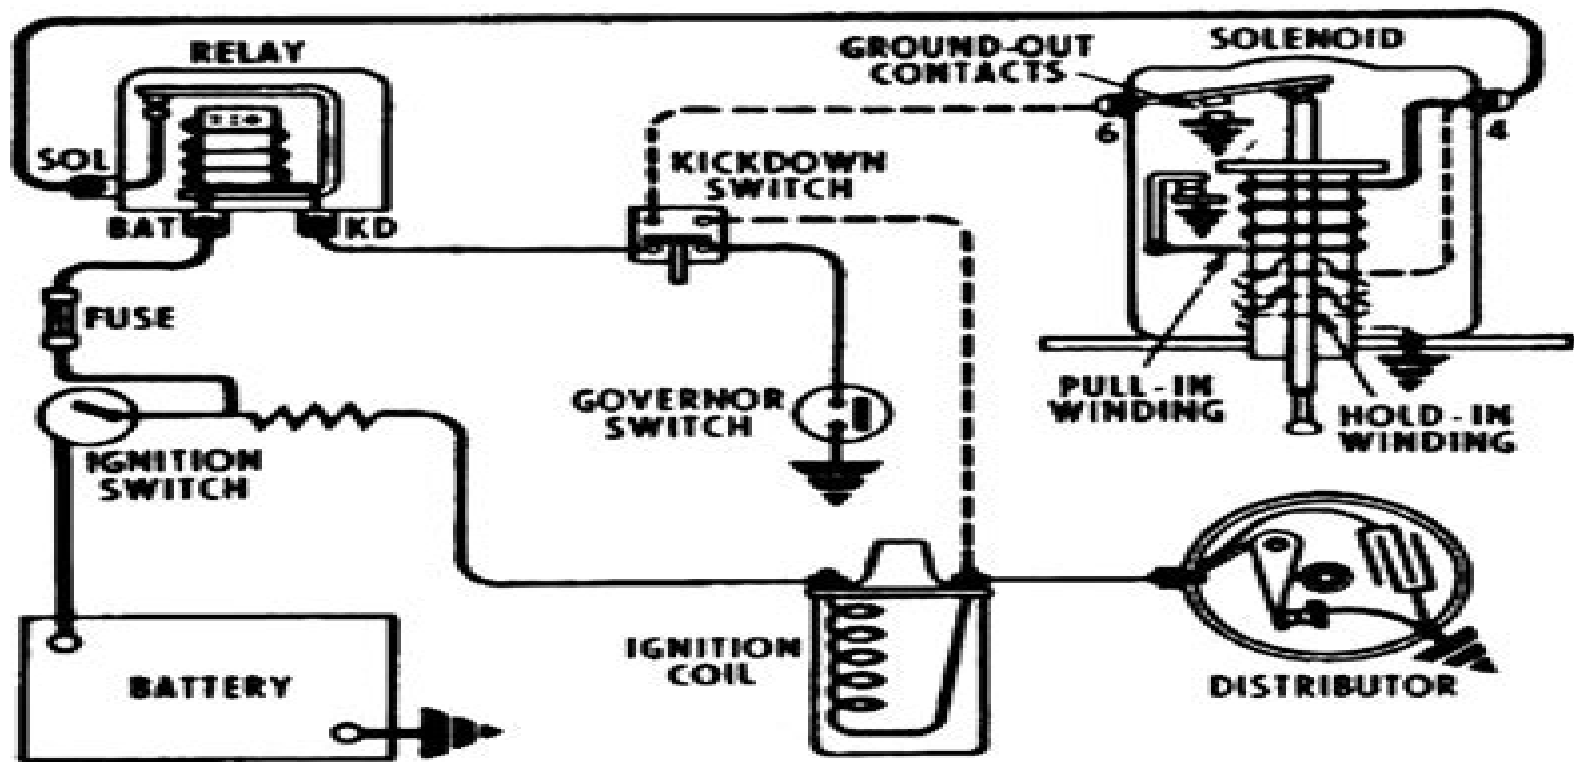 RELAY
GROUND-OUT
CONTACTS
SOLENOID
6
4
SOL
KICKDOWN
SWITCH
BAT
KD
FUSE
PULL-IN
WINDING
HOLD-IN
WINDING
GOVERNOR
SWITCH
IGNITION
SWITCH
IGNITION
COIL
BATTERY
DISTRIBUTOR